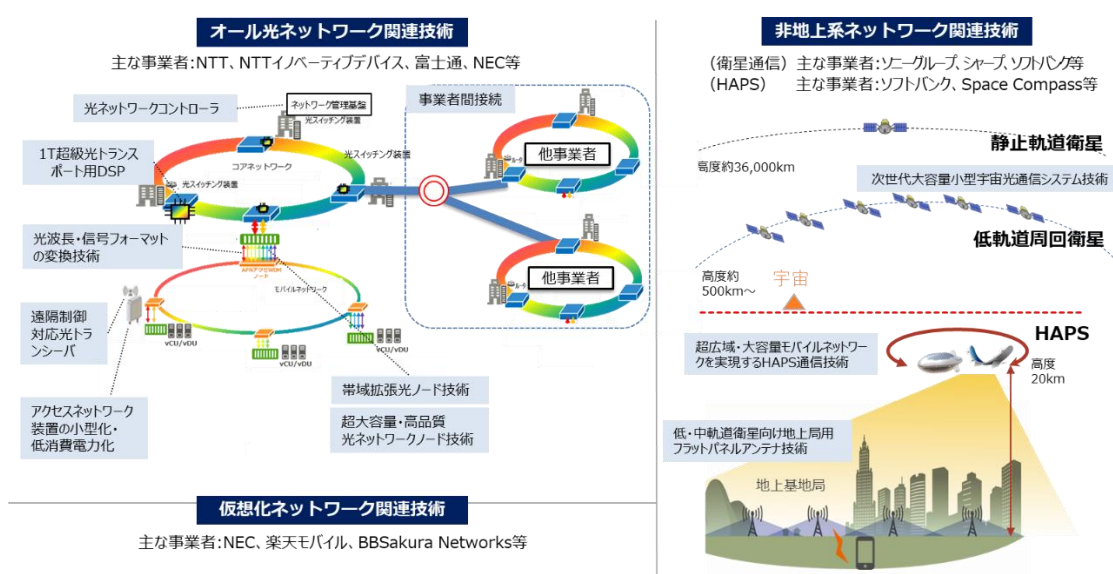 オール光ネットワーク関連技術
主な事業者:NTT、NTTイノベーティブデバイス、富士通、NEC等
光ネットワークコントローラ
ネットワーク管理基盤
光スイッチング装置
事業者間接続
1T超級光トランス
ポート用DSP
コアネットワーク
光スイッチング装置
光スイッチング装置
ルータ
他事業者
光波長・信号フォーマット
の変換技術
ノード
モバイルネットワーク
ルータ
他事業者
遠隔制御
対応光トラ
ンシーバ
vCU/vDU
vCU/vDU
vCU/vDU
帯域拡張光ノード技術
アクセスネットワーク
装置の小型化・
低消費電力化
超大容量・高品質
光ネットワークノード技術
仮想化ネットワーク関連技術
主な事業者:NEC、楽天モバイル、BBSakura Networks等
非地上系ネットワーク関連技術
(衛星通信) 主な事業者:ソニーグループ、シャープ、ソフトバンク等
(HAPS) 主な事業者:ソフトバンク、Space Compass等
静止軌道衛星
高度約36,000km
次世代大容量小型宇宙光通信システム技術
低軌道周回衛星
高度約
500km～
宇宙
HAPS
超広域・大容量モバイルネットワー
クを実現するHAPS通信技術
高度
20km
低・中軌道衛星向け地上局用
フラットパネルアンテナ技術
地上基地局